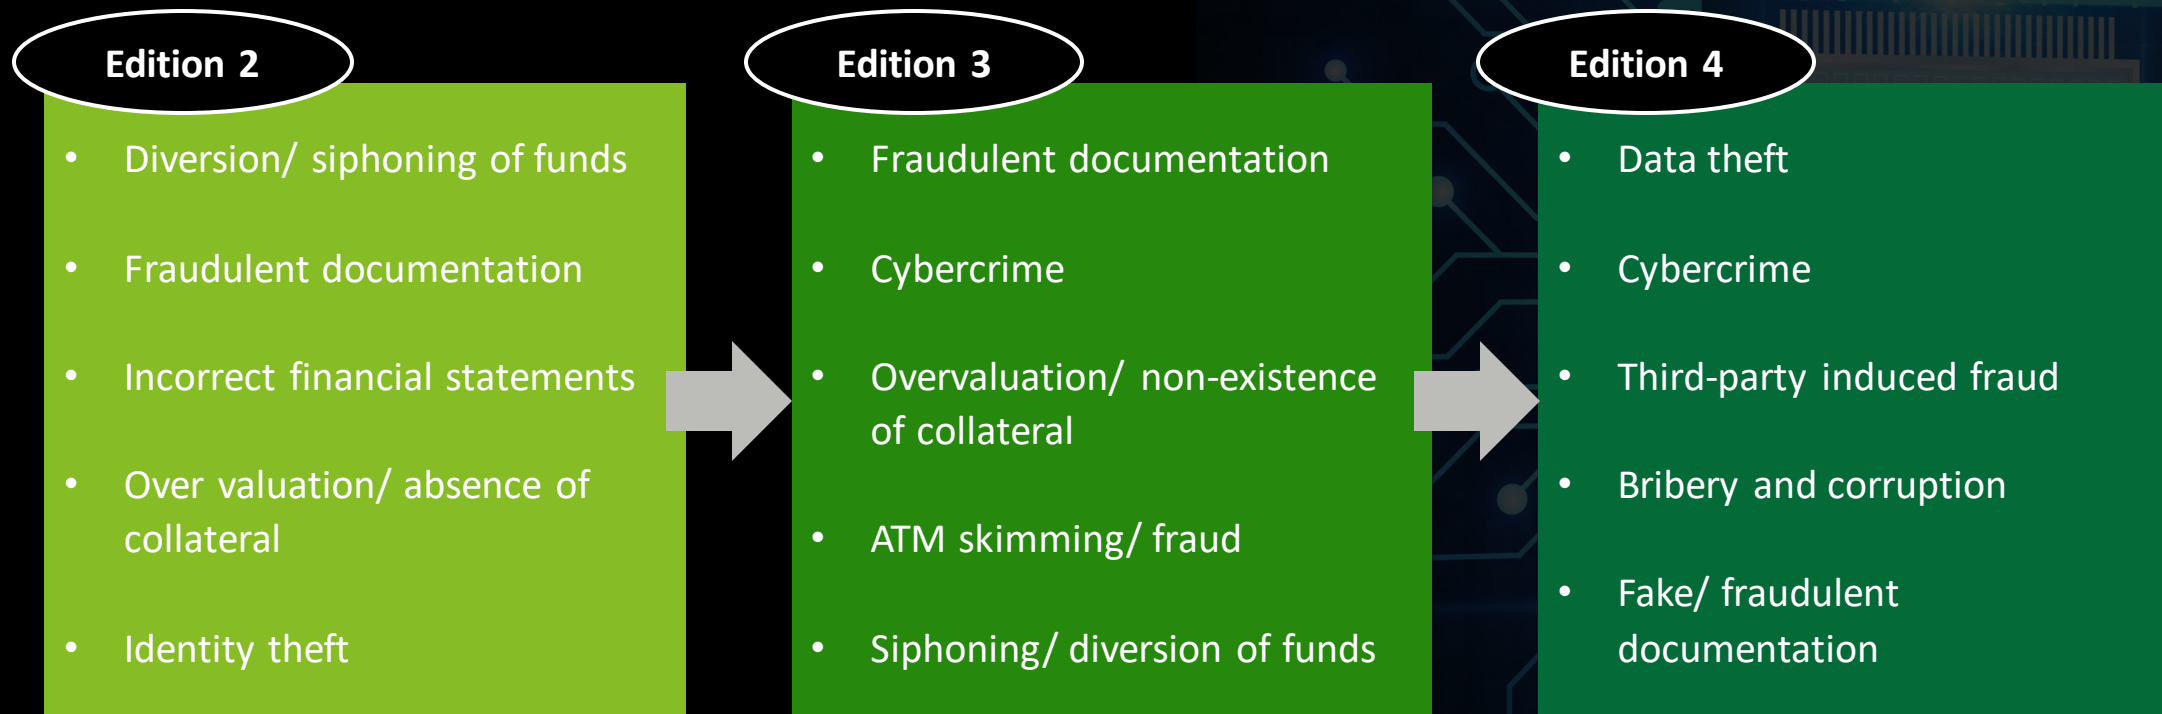 Edition 2
• Diversion/ siphoning of funds
• Fraudulent documentation
• Incorrect financial statements
• Over valuation/ absence of
collateral
• Identity theft
Edition 3
• Fraudulent documentation
• Cybercrime
• Overvaluation/ non-existence
of collateral
• ATM skimming/ fraud
• Siphoning/ diversion of funds
Edition 4
• Data theft
• Cybercrime
• Third-party induced fraud
• Bribery and corruption
• Fake/ fraudulent
documentation